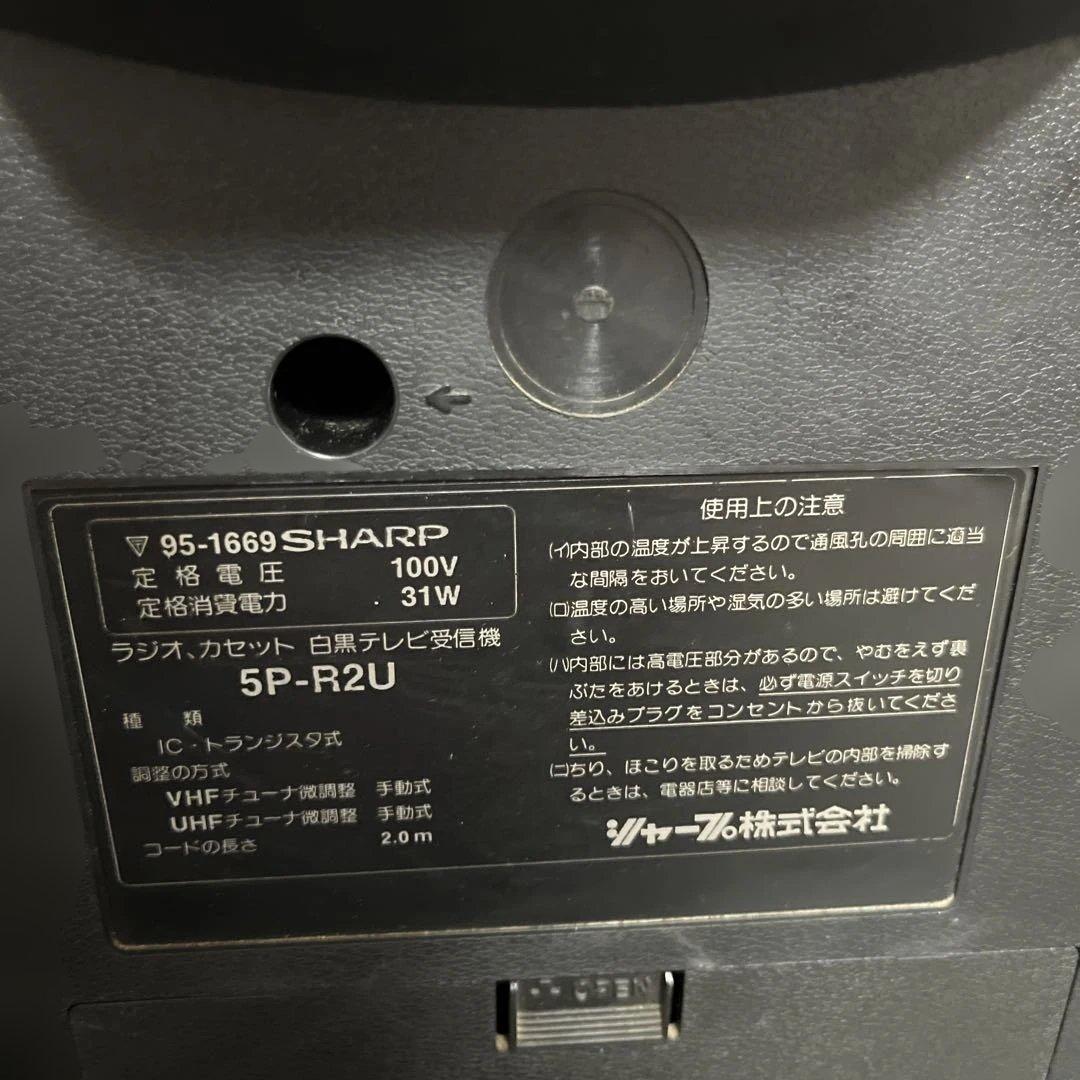 ▽ 95-1669 SHARP
定格電圧 100V
定格消費電力 31W
ラジオ、カセット 白黒テレビ受信機
5P-R2U
種類
IC・トランジスタ式
調整の方式
VHFチューナ微調整 手動式
UHFチューナ微調整 手動式
コードの長さ 2.0m
使用上の注意
(イ)内部の温度が上昇するので通風孔の周囲に適当
な間隔をおいてください。
(ロ)温度の高い場所や湿気の多い場所は避けてくだ
さい。
(ハ)内部には高電圧部分があるので、やむをえず裏
ぶたをあけるときは、必ず電源スイッチを切り
差込みプラグをコンセントから抜いてくださ
い。
(ニ)ちり、ほこりを取るためテレビの内部を掃除す
るときは、電器店等に相談してください。
シャープ株式会社
OPEN